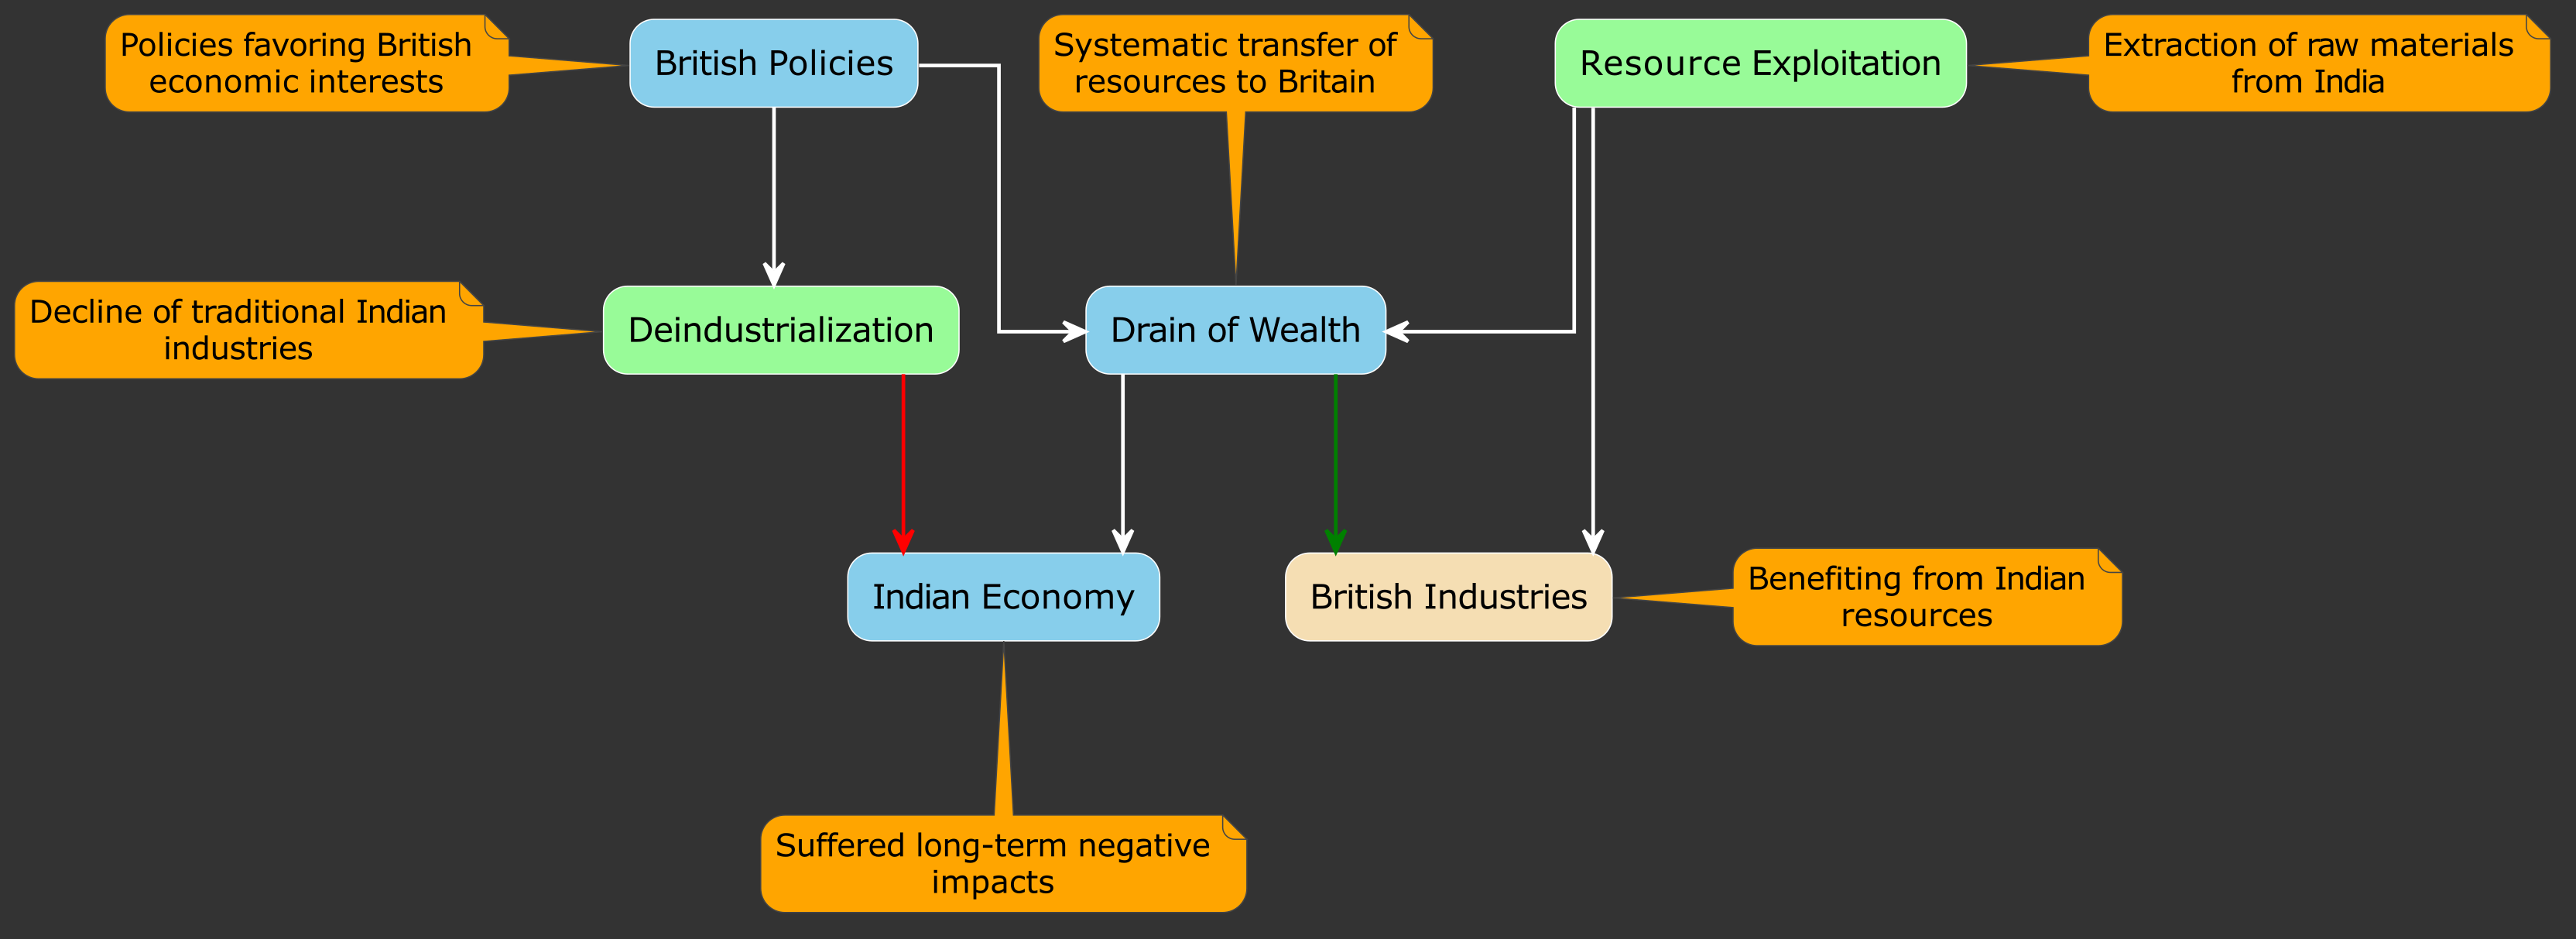 Policies favoring British
economic interests
British Policies
Systematic transfer of
resources to Britain
Resource Exploitation
Extraction of raw materials
from India
Decline of traditional Indian
industries
Deindustrialization
Drain of Wealth
Indian Economy
British Industries
Benefiting from Indian
resources
Suffered long-term negative
impacts